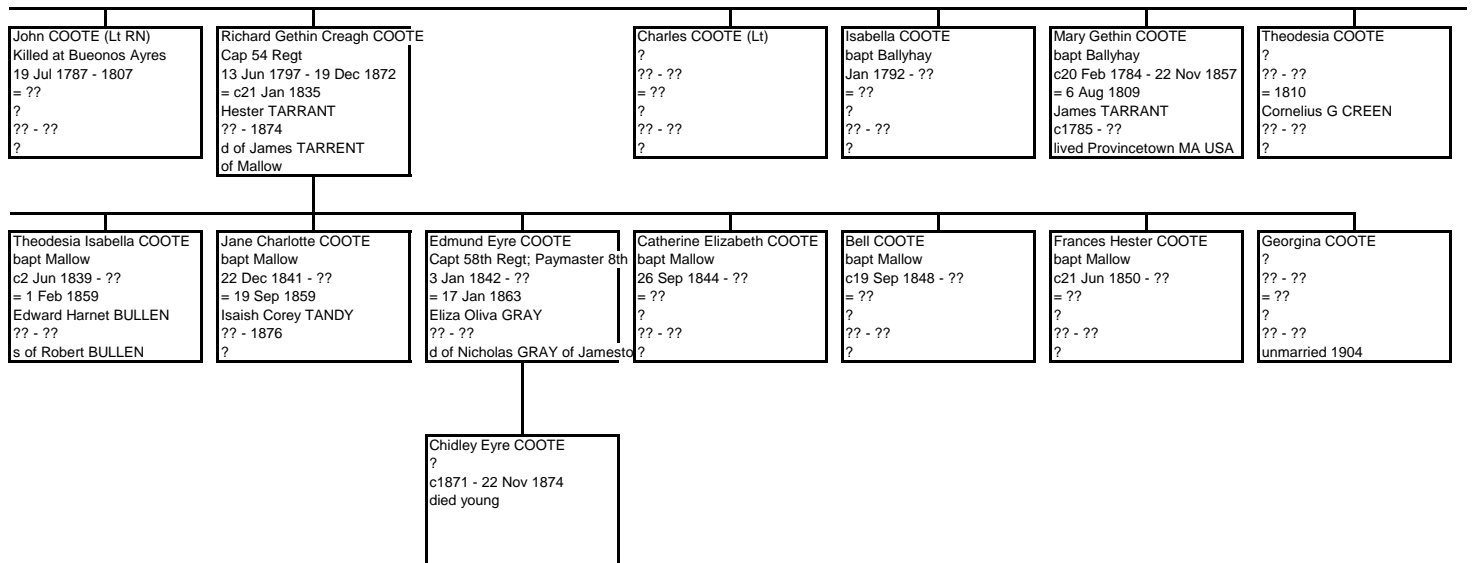 John COOTE (Lt RN)
Killed at Bueonos Ayres
19 Jul 1787 - 1807
= ??
?
?? - ??
?
Richard Gethin Creagh COOTE
Cap 54 Regt
13 Jun 1797 - 19 Dec 1872
= c21 Jan 1835
Hester TARRANT
?? - 1874
d of James TARRENT
of Mallow
Charles COOTE (Lt)
?
?? - ??
= ??
?
?? - ??
?
Isabella COOTE
bapt Ballyhay
Jan 1792 - ??
= ??
?
?? - ??
?
Mary Gethin COOTE
bapt Ballyhay
c20 Feb 1784 - 22 Nov 1857
= 6 Aug 1809
James TARRANT
c1785 - ??
lived Provincetown MA USA
Theodesia COOTE
?
?? - ??
= 1810
Cornelius G CREEN
?? - ??
?
Theodesia Isabella COOTE
bapt Mallow
c2 Jun 1839 - ??
= 1 Feb 1859
Edward Harnet BULLEN
?? - ??
s of Robert BULLEN
Jane Charlotte COOTE
bapt Mallow
22 Dec 1841 - ??
= 19 Sep 1859
Isaish Corey TANDY
?? - 1876
?
Edmund Eyre COOTE
Capt 58th Regt; Paymaster 8th
3 Jan 1842 - ??
= 17 Jan 1863
Eliza Oliva GRAY
?? - ??
d of Nicholas GRAY of Jamesto
Catherine Elizabeth COOTE
bapt Mallow
26 Sep 1844 - ??
= ??
?
?? - ??
?
Bell COOTE
bapt Mallow
c19 Sep 1848 - ??
= ??
?
?? - ??
?
Frances Hester COOTE
bapt Mallow
c21 Jun 1850 - ??
= ??
?
?? - ??
?
Georgina COOTE
?
?? - ??
= ??
?
?? - ??
unmarried 1904
Chidley Eyre COOTE
?
c1871 - 22 Nov 1874
died young